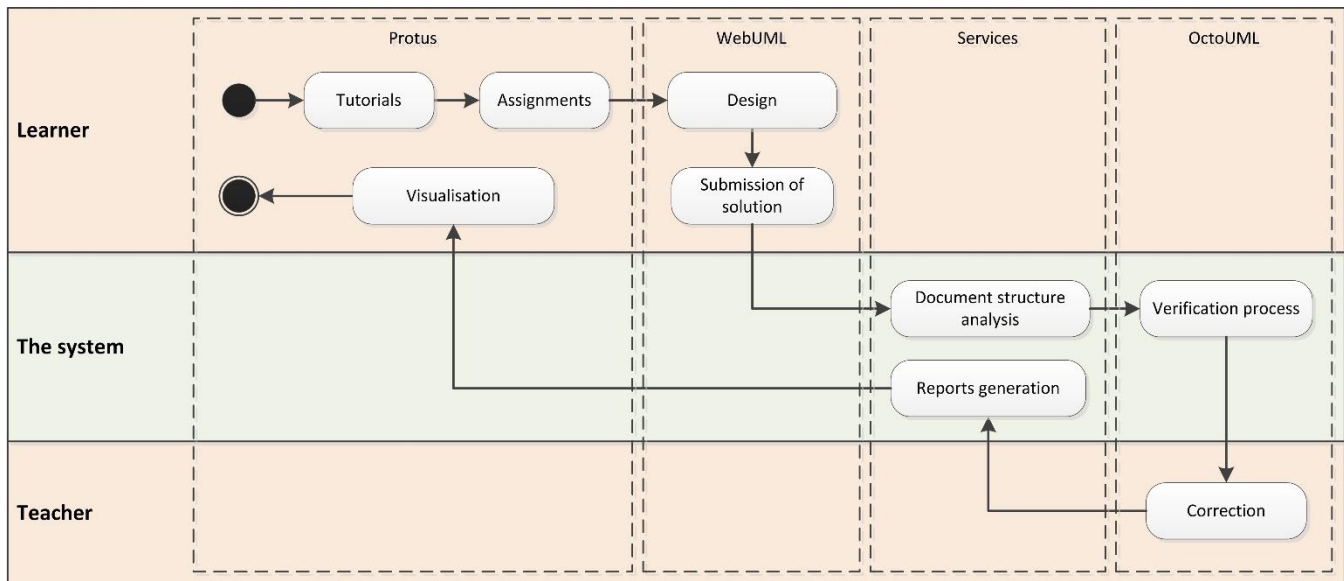 Protus
WebUML
Services
OctoUML
Learner
Tutorials
Assignments
Design
Visualisation
Submission of
solution
The system
Document structure
analysis
Verification process
Reports generation
Teacher
Correction